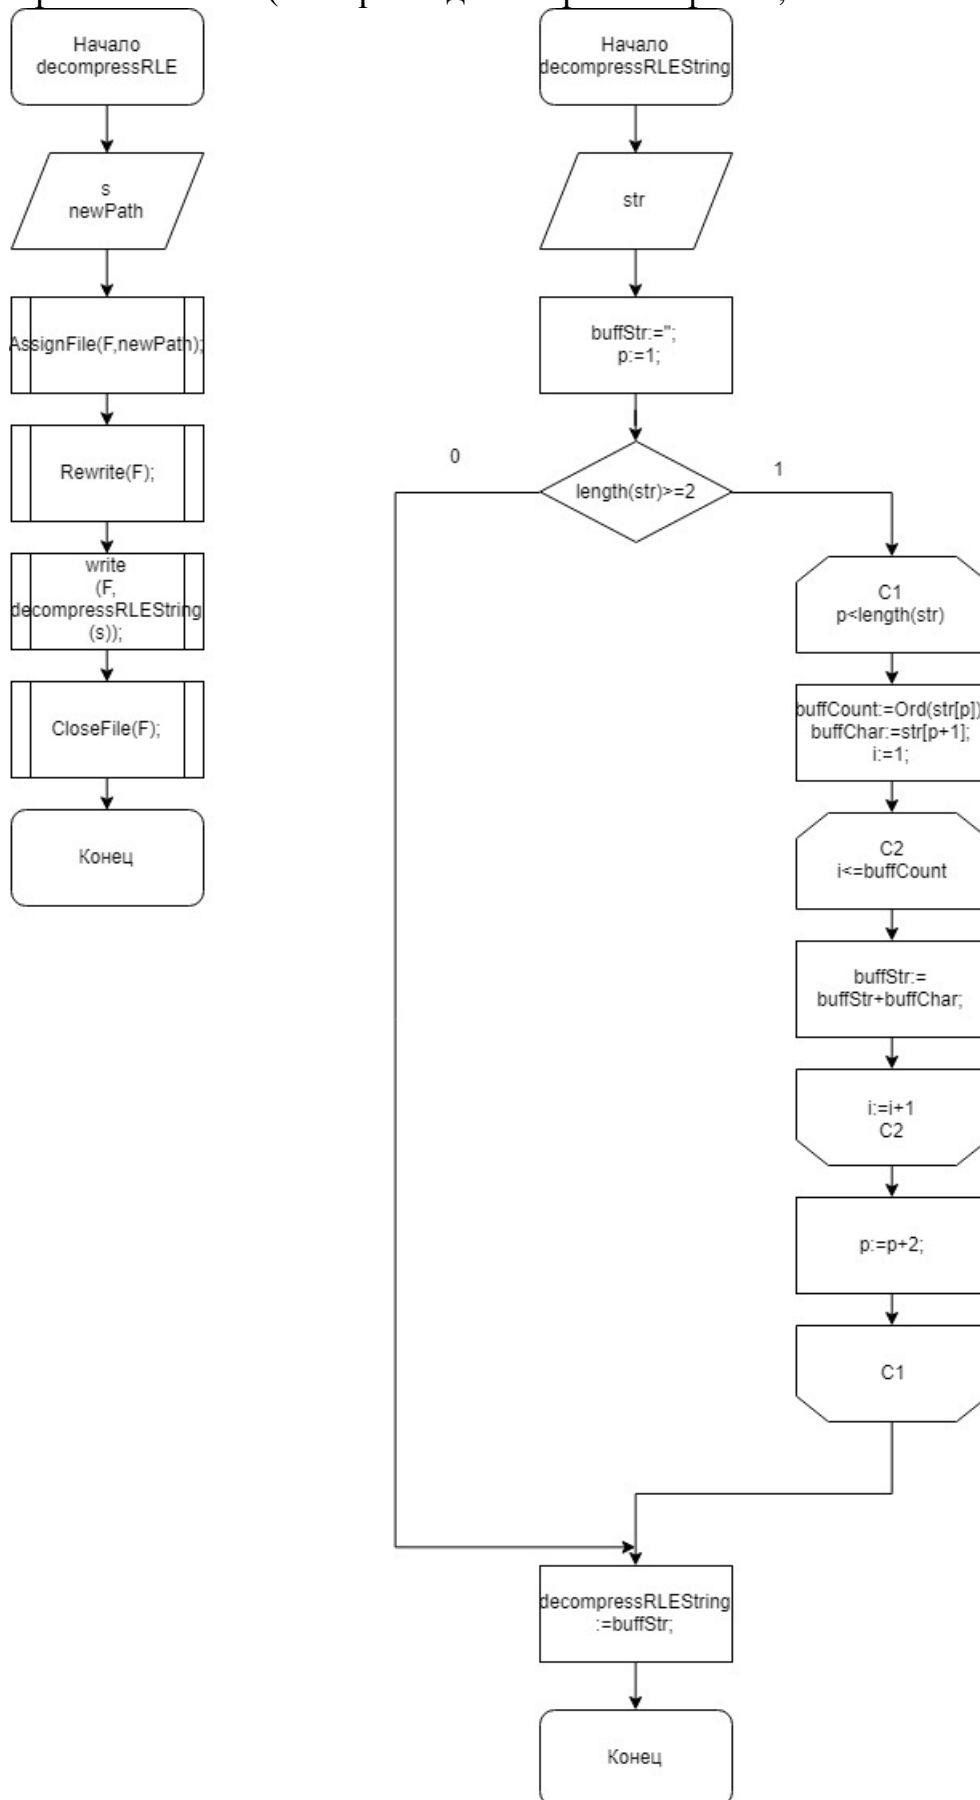 Начало
decompressRLE
s
newPath
AssignFile(F,newPath);
Rewrite(F);
write
(F,
decompressRLEString
(s));
CloseFile(F);
Конец
Начало
decompressRLEString
str
buffStr:='';
p:=1;
length(str)>=2
0
1
C1
p<length(str)
buffCount:=Ord(str[p])
buffChar:=str[p+1];
i:=1;
C2
i<=buffCount
buffStr:=
buffStr+buffChar;
i:=i+1
C2
p:=p+2;
C1
decompressRLEString
:=buffStr;
Конец